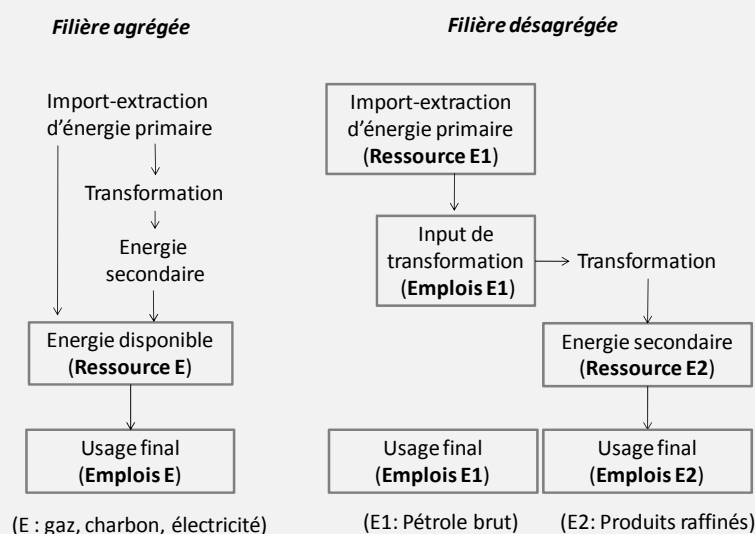 Filière agrégée
Import-extraction
d'énergie primaire
Transformation
Energie
secondaire
Energie disponible
(Ressource E)
Usage final
(Emplois E)
(E : gaz, charbon, électricité)
Filière désagrégée
Import-extraction
d'énergie primaire
(Ressource E1)
Input de
transformation
(Emplois E1)
Transformation
Energie secondaire
(Ressource E2)
Usage final
(Emplois E1)
Usage final
(Emplois E2)
(E1: Pétrole brut)
(E2: Produits raffinés)